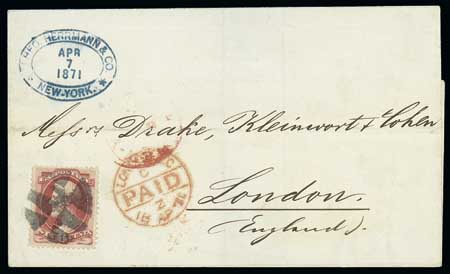 HERRMANN & CO
APR
7
1871
NEW-YORK.
Messrs Drake, Kleinwort & Cohen
PAID
London.
(England).